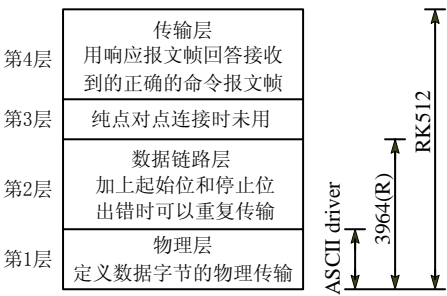 传输层
第4层
用响应报文帧回答接收
到的正确的命令报文帧
第3层
纯点对点连接时未用
数据链路层
第2层
加上起始位和停止位
出错时可以重复传输
物理层
第1层
定义数据字节的物理传输
ASCII driver
3964(R)
RK512